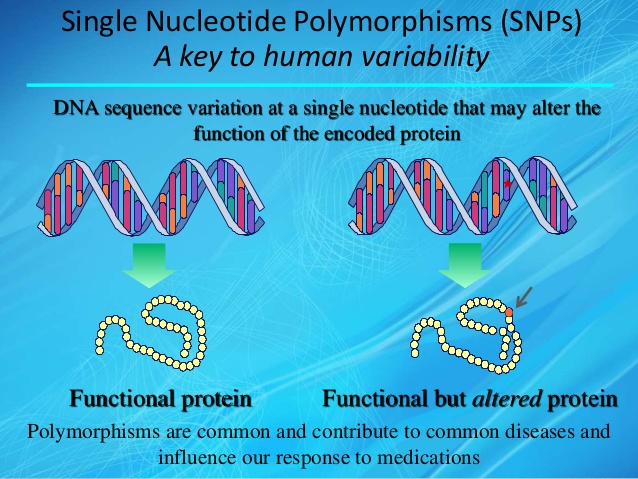 Single Nucleotide Polymorphisms (SNPs)
A key to human variability
DNA sequence variation at a single nucleotide that may alter the
function of the encoded protein
Functional protein
Functional but altered protein
Polymorphisms are common and contribute to common diseases and
influence our response to medications